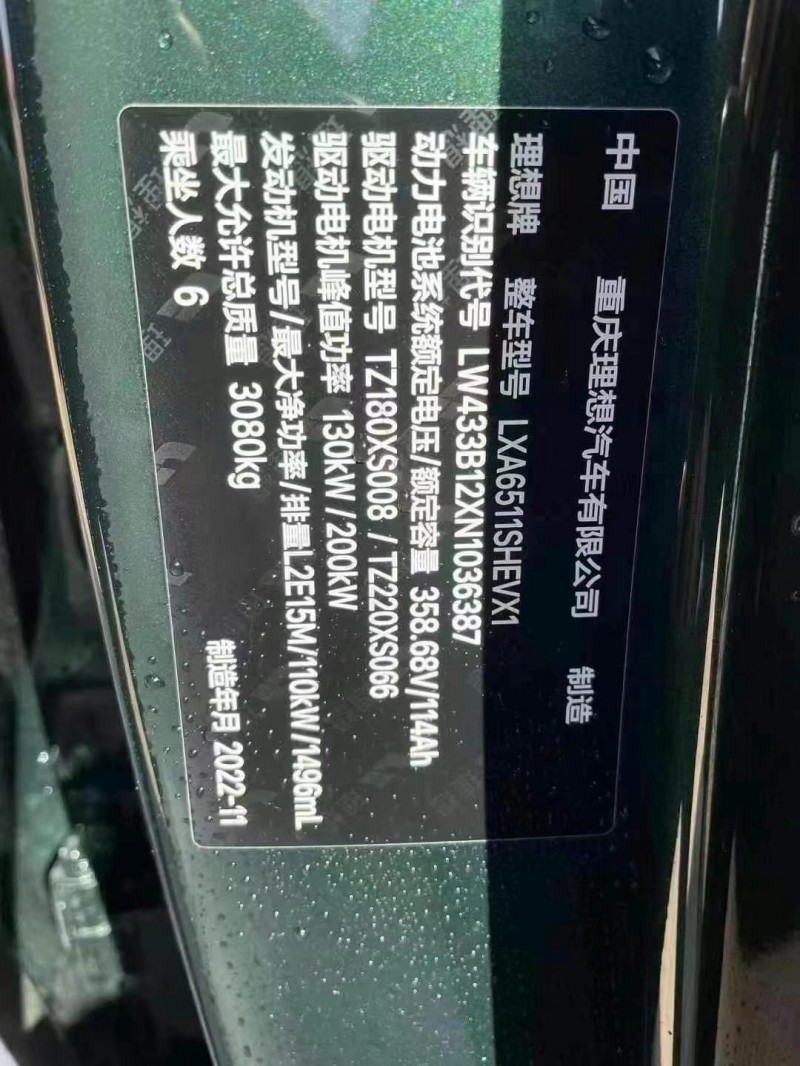 中国 重庆理想汽车有限公司 制造
理想牌 整车型号 LXA6511SHEVX1
车辆识别代号 LW433B12XN1036387
动力电池系统额定电压/额定容量 358.68V/114Ah
驱动电机型号 TZ180XS008 / TZ220XS066
驱动电机峰值功率 130kW / 200kW
发动机型号/最大净功率/排量L2E15M/110kW/1496mL
最大允许总质量 3080kg
乘坐人数 6 制造年月 2022-11